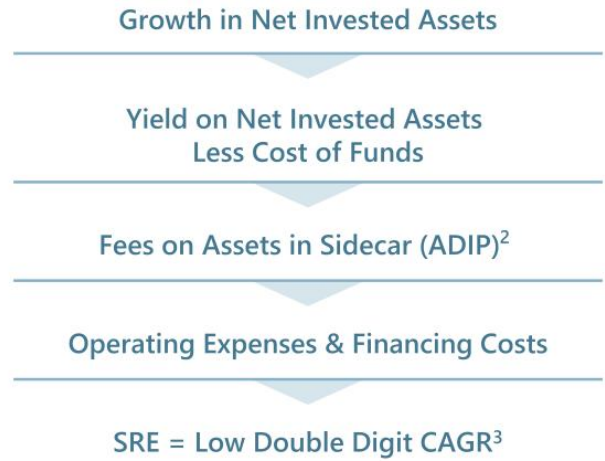 Growth in Net Invested Assets
Yield on Net Invested Assets
Less Cost of Funds
Fees on Assets in Sidecar (ADIP)²
Operating Expenses & Financing Costs
SRE = Low Double Digit CAGR³